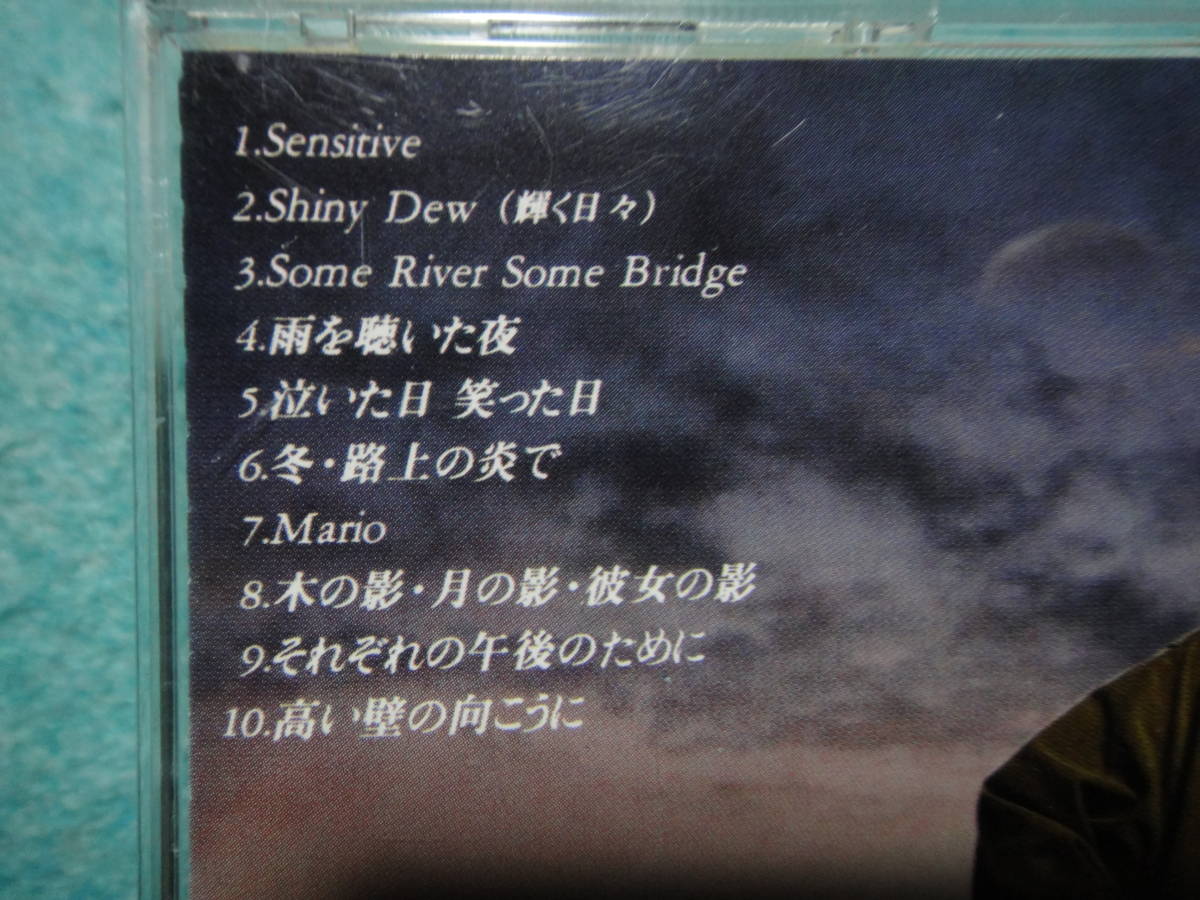 1.Sensitive
2.Shiny Dew (輝く日々)
3.Some River Some Bridge
4.雨を聴いた夜
5.泣いた日 笑った日
6.冬・路上の炎で
7.Mario
8.木の影・月の影・彼女の影
9.それぞれの午後のために
10.高い壁の向こうに